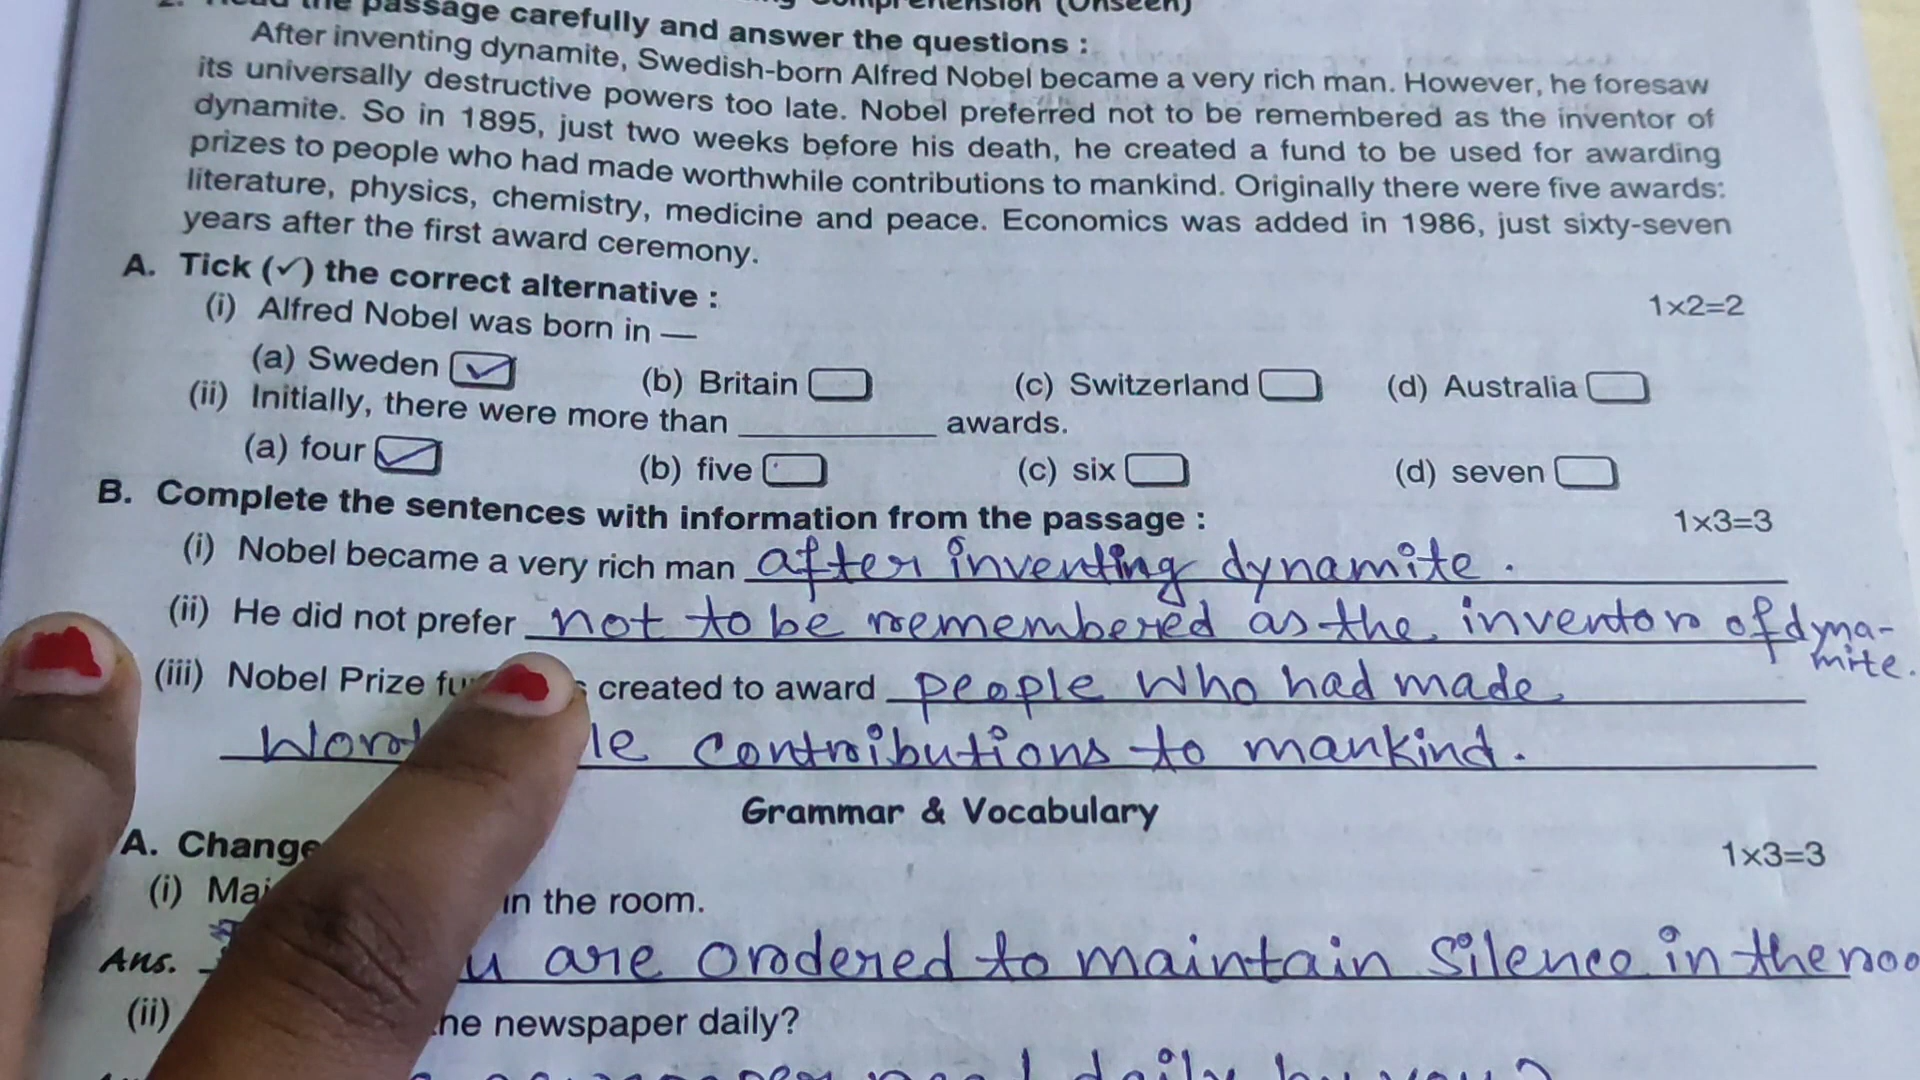 passage carefully and answer the questions :
After inventing dynamite, Swedish-born Alfred Nobel became a very rich man. However, he foresaw
its universally destructive powers too late. Nobel preferred not to be remembered as the inventor of
dynamite. So in 1895, just two weeks before his death, he created a fund to be used for awarding
prizes to people who had made worthwhile contributions to mankind. Originally there were five awards:
literature, physics, chemistry, medicine and peace. Economics was added in 1986, just sixty-seven
years after the first award ceremony.
A. Tick (✓) the correct alternative : 1×2=2
(i) Alfred Nobel was born in —
(a) Sweden ✓ (b) Britain (c) Switzerland (d) Australia
(ii) Initially, there were more than ____________ awards.
(a) four ✓ (b) five (c) six (d) seven
B. Complete the sentences with information from the passage : 1×3=3
(i) Nobel became a very rich man after inventing dynamite.
(ii) He did not prefer not to be remembered as the inventor of dyna-
mite.
(iii) Nobel Prize created to award people who had made
contributions to mankind.
Grammar & Vocabulary
A. Change 1×3=3
(i) in the room.
Ans. are ordered to maintain silence in the
(ii) newspaper daily?
daily by you?